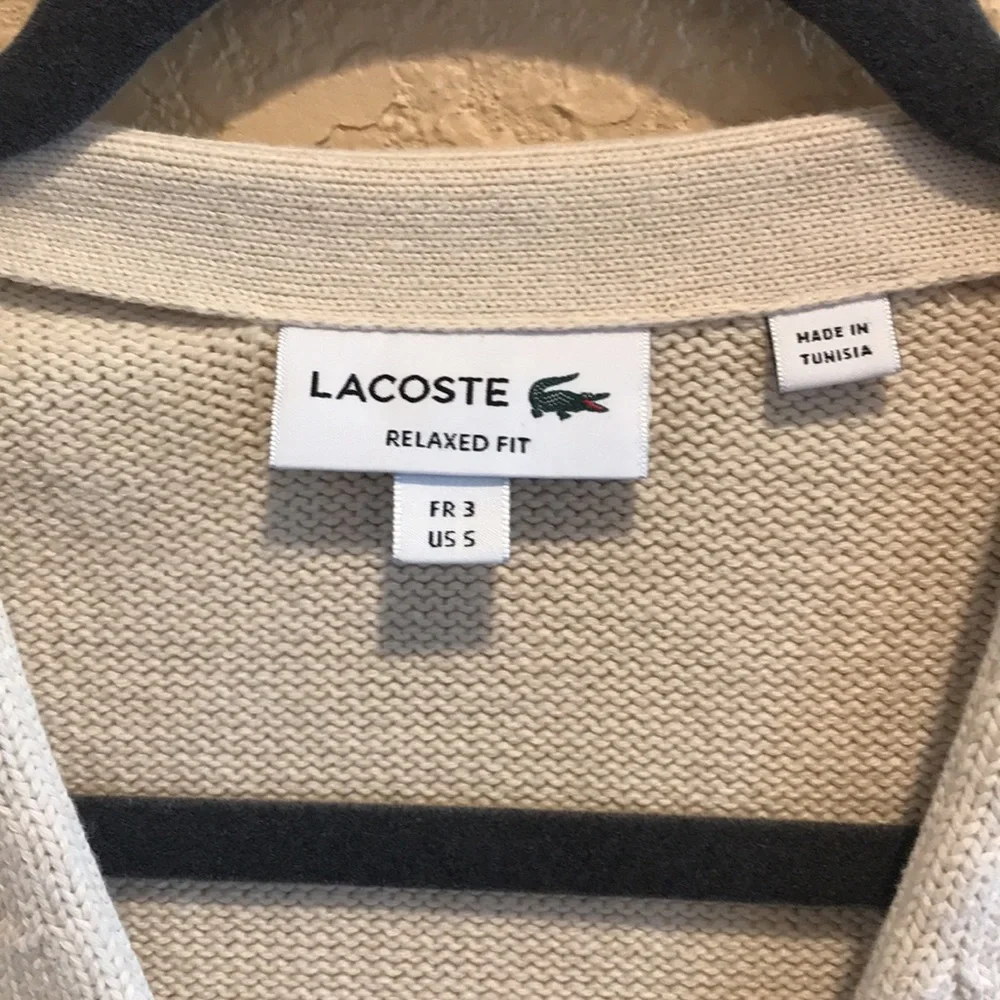 LACOSTE
RELAXED FIT
FR 3
US S
MADE IN
TUNISIA